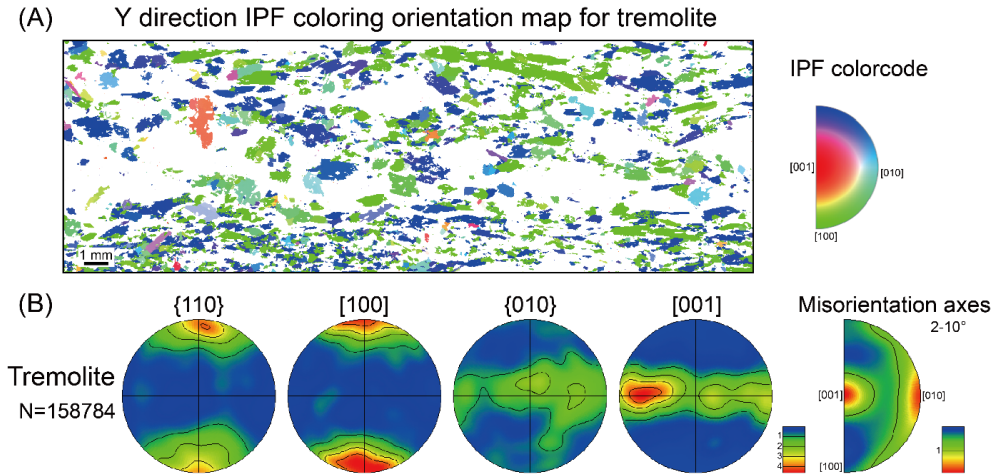 (A)
Y direction IPF coloring orientation map for tremolite
1 mm
IPF colorcode
[001]
[010]
[100]
(B)
{110}
[100]
{010}
[001]
Misorientation axes
2-10°
Tremolite
N=158784
1
2
3
4
[001]
[010]
[100]
1